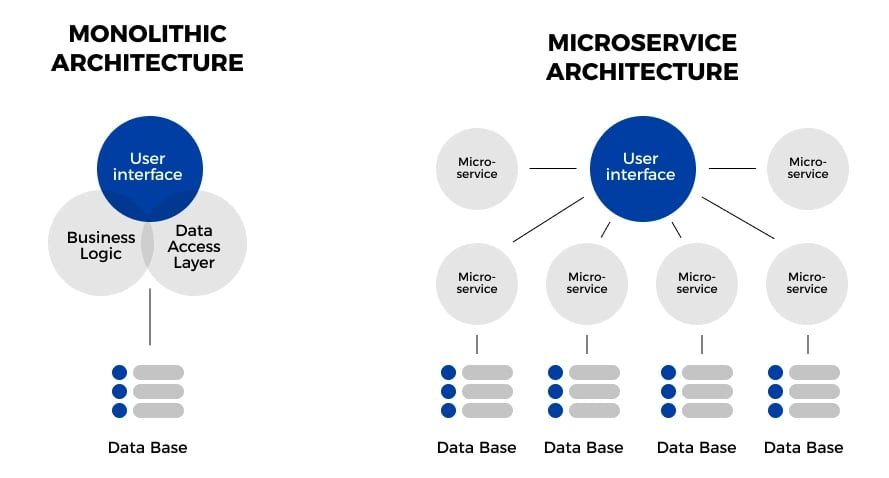 MONOLITHIC
ARCHITECTURE
User
interface
Business
Logic
Data
Access
Layer
Data Base
MICROSERVICE
ARCHITECTURE
Micro-
service
User
interface
Micro-
service
Micro-
service
Micro-
service
Micro-
service
Micro-
service
Data Base
Data Base
Data Base
Data Base